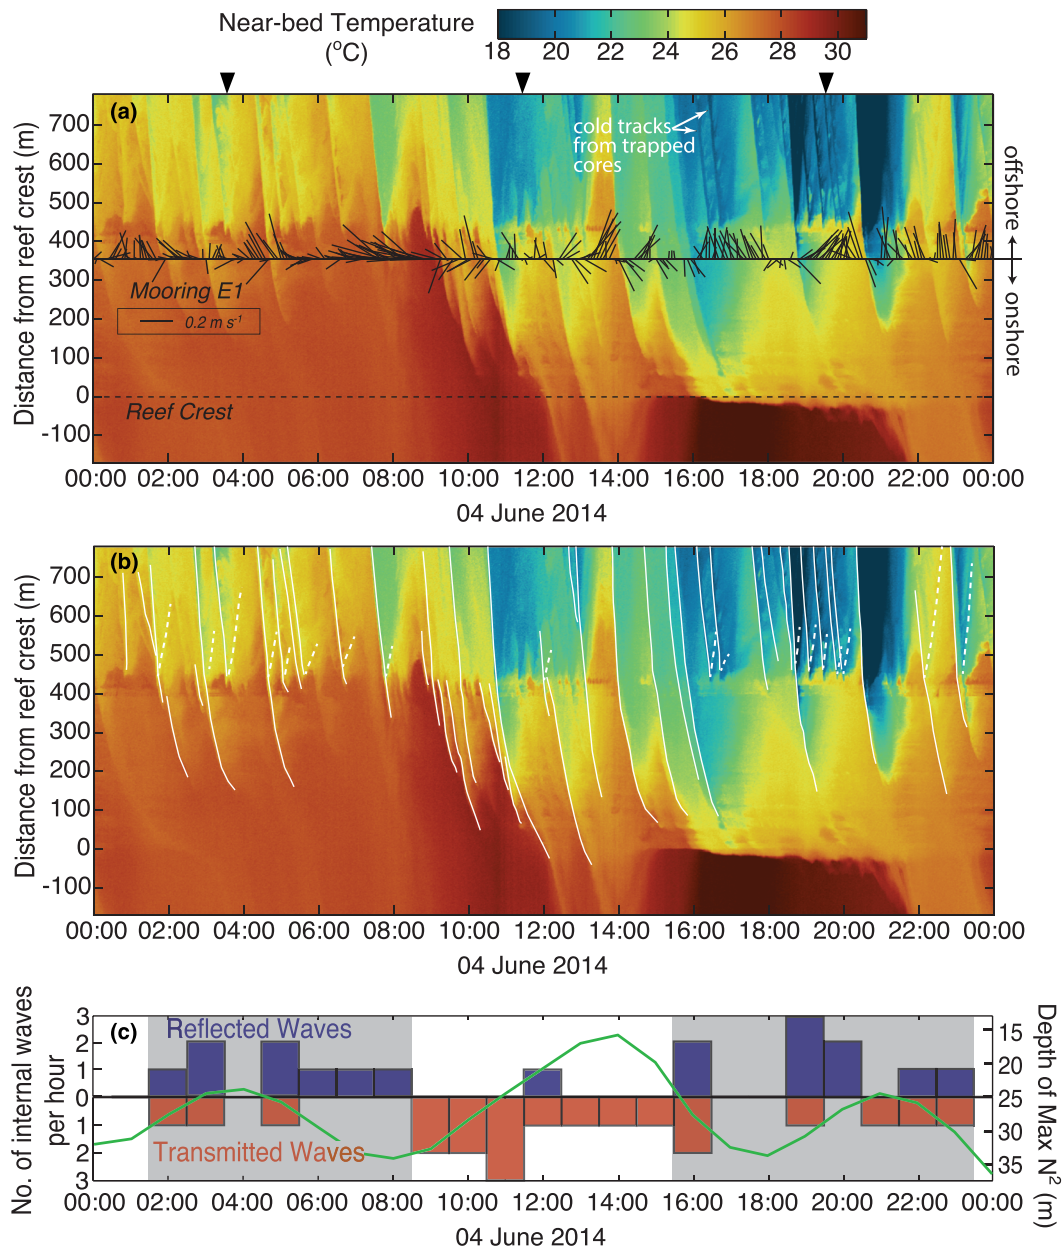 Near-bed Temperature
(oC)
18 20 22 24 26 28 30
(a)
cold tracks
from trapped
cores
Distance from reef crest (m)
700
600
500
400
300
200
100
0
-100
offshore
onshore
Mooring E1
0.2 m s-1
Reef Crest
00:00 02:00 04:00 06:00 08:00 10:00 12:00 14:00 16:00 18:00 20:00 22:00 00:00
04 June 2014
(b)
Distance from reef crest (m)
700
600
500
400
300
200
100
0
-100
00:00 02:00 04:00 06:00 08:00 10:00 12:00 14:00 16:00 18:00 20:00 22:00 00:00
04 June 2014
(c)
Reflected Waves
Transmitted Waves
No. of internal waves
per hour
3
2
1
0
1
2
3
15
20
25
30
35
Depth of Max N2 (m)
00:00 02:00 04:00 06:00 08:00 10:00 12:00 14:00 16:00 18:00 20:00 22:00 00:00
04 June 2014